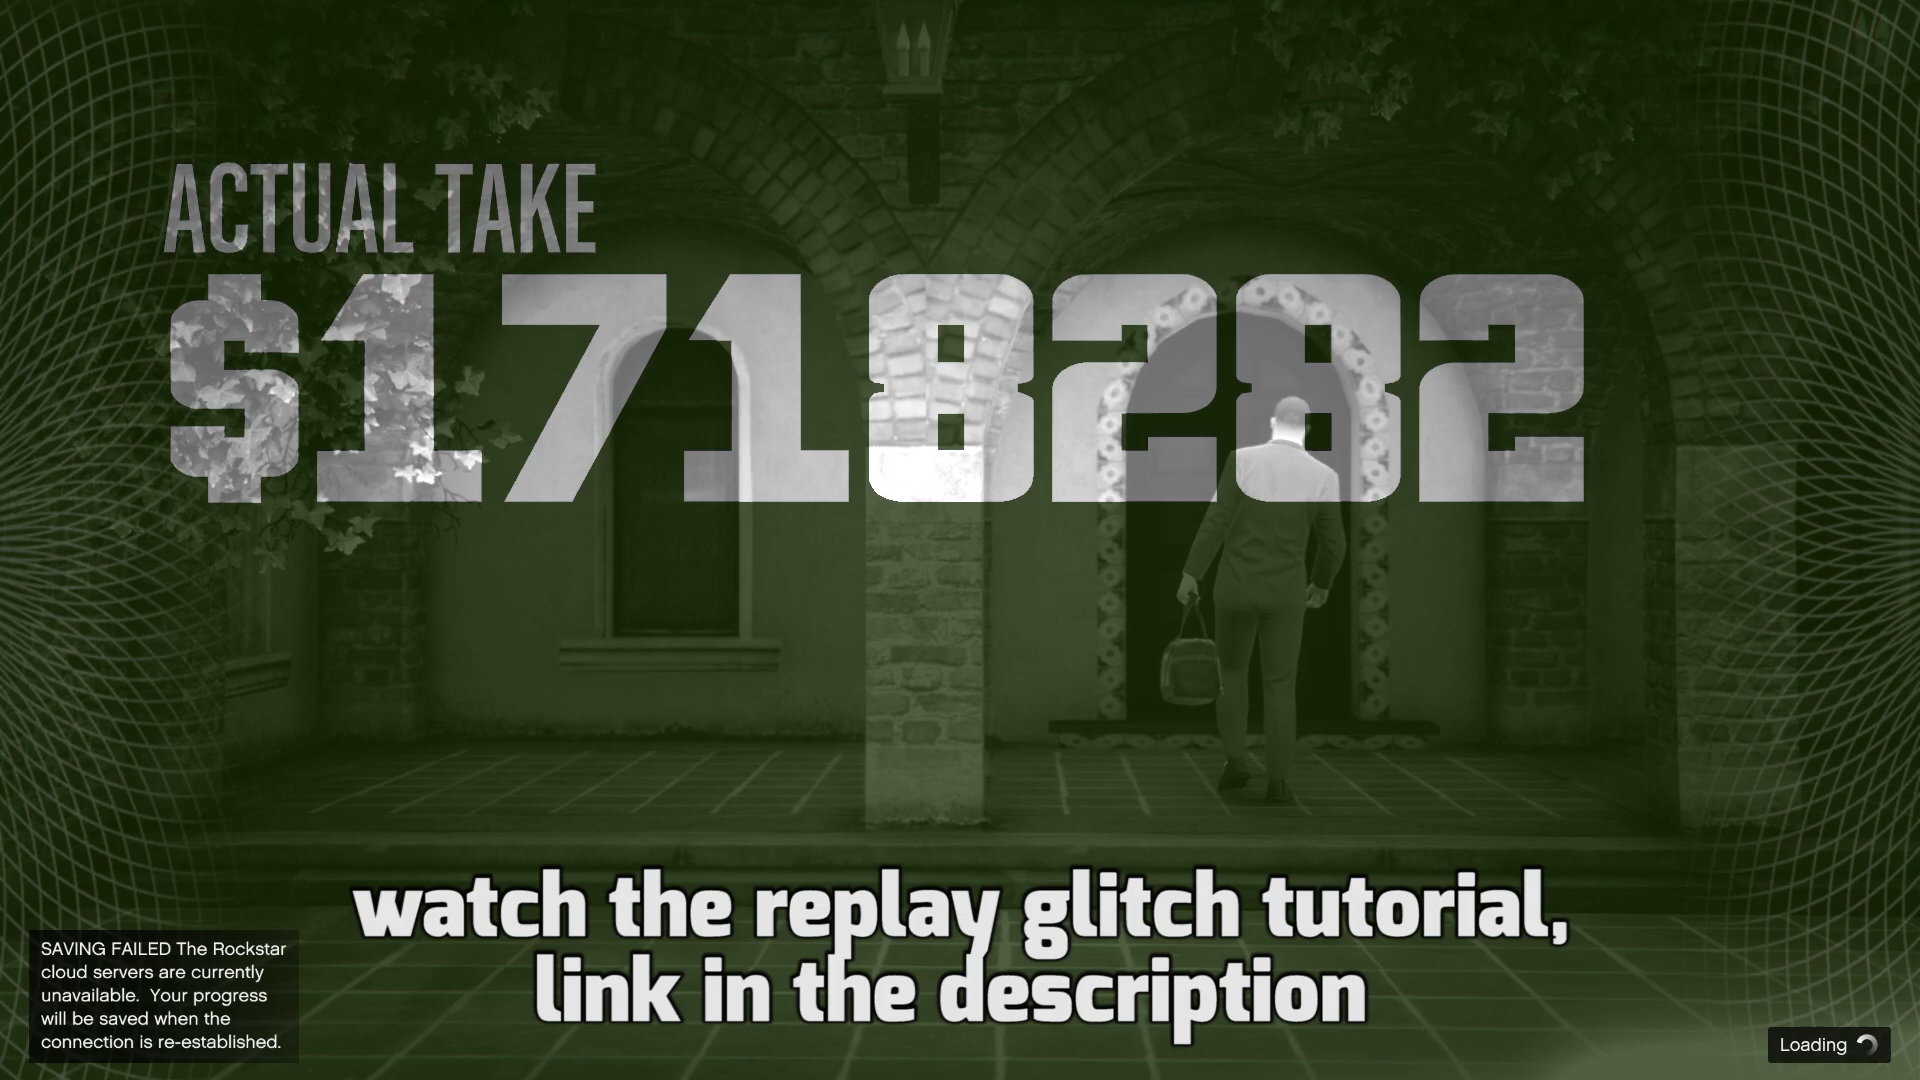 ACTUAL TAKE
$1718282
watch the replay glitch tutorial,
link in the description
SAVING FAILED The Rockstar
cloud servers are currently
unavailable.  Your progress
will be saved when the
connection is re-established.
Loading